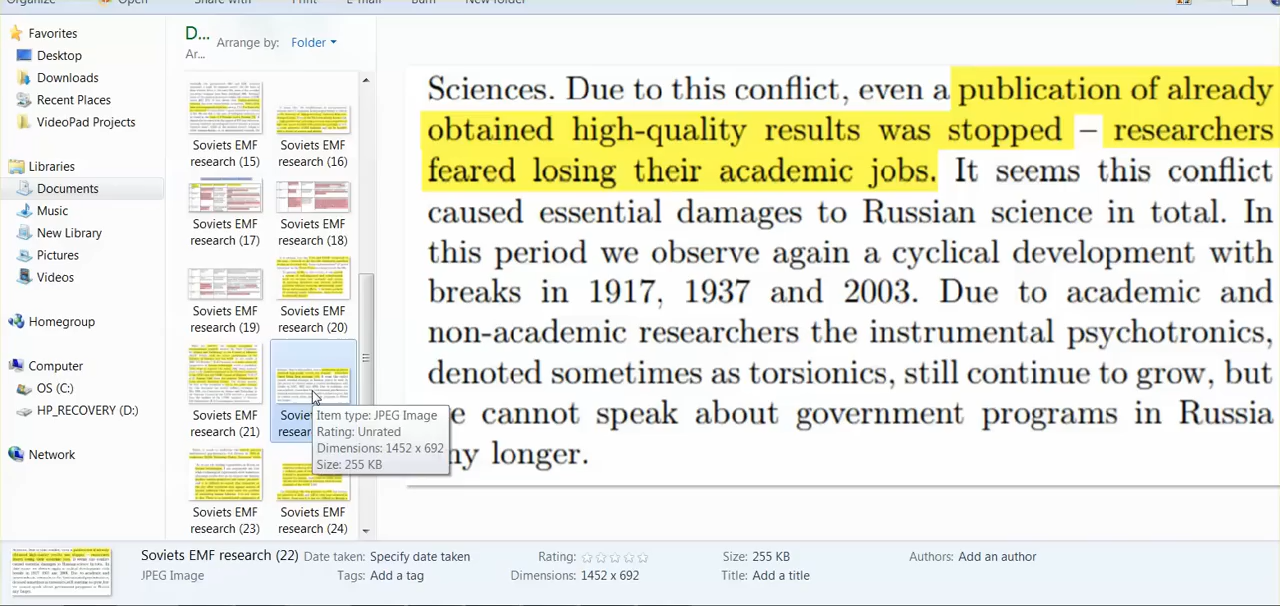 Organize
Open
Share with
Print
E-mail
Burn
New folder
Favorites
Desktop
Downloads
Recent Places
VideoPad Projects
Libraries
Documents
Music
New Library
Pictures
Videos
Homegroup
Computer
OS (C:)
HP_RECOVERY (D:)
Network
D...
Ar...
Arrange by: Folder
Soviets EMF research (15)
Soviets EMF research (16)
Soviets EMF research (17)
Soviets EMF research (18)
Soviets EMF research (19)
Soviets EMF research (20)
Soviets EMF research (21)
Soviets EMF research (23)
Soviets EMF research (24)
Item type: JPEG Image
Rating: Unrated
Dimensions: 1452 x 692
Size: 255 KB
Sciences. Due to this conflict, even a publication of already
obtained high-quality results was stopped – researchers
feared losing their academic jobs. It seems this conflict
caused essential damages to Russian science in total. In
this period we observe again a cyclical development with
breaks in 1917, 1937 and 2003. Due to academic and
non-academic researchers the instrumental psychotronics,
denoted sometimes as torsionics, still continue to grow, but
cannot speak about government programs in Russia
longer.
Soviets EMF research (22) Date taken: Specify date taken Rating: Size: 255 KB Authors: Add an author
JPEG Image Tags: Add a tag Dimensions: 1452 x 692 Title: Add a title